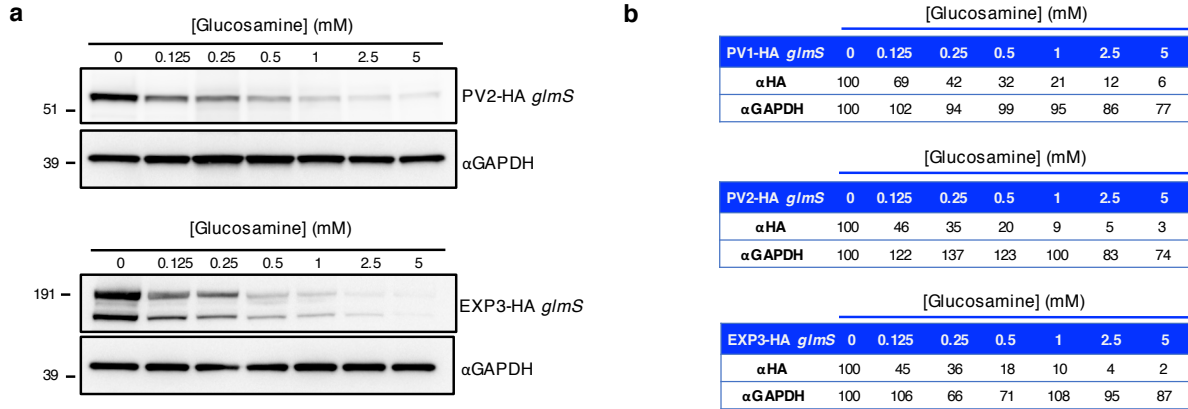 a
[Glucosamine] (mM)
0 0.125 0.25 0.5 1 2.5 5
51
PV2-HA glmS
39
αGAPDH
[Glucosamine] (mM)
0 0.125 0.25 0.5 1 2.5 5
191
EXP3-HA glmS
39
αGAPDH
b
[Glucosamine] (mM)
PV1-HA glmS 0 0.125 0.25 0.5 1 2.5 5
αHA 100 69 42 32 21 12 6
αGAPDH 100 102 94 99 95 86 77
[Glucosamine] (mM)
PV2-HA glmS 0 0.125 0.25 0.5 1 2.5 5
αHA 100 46 35 20 9 5 3
αGAPDH 100 122 137 123 100 83 74
[Glucosamine] (mM)
EXP3-HA glmS 0 0.125 0.25 0.5 1 2.5 5
αHA 100 45 36 18 10 4 2
αGAPDH 100 106 66 71 108 95 87